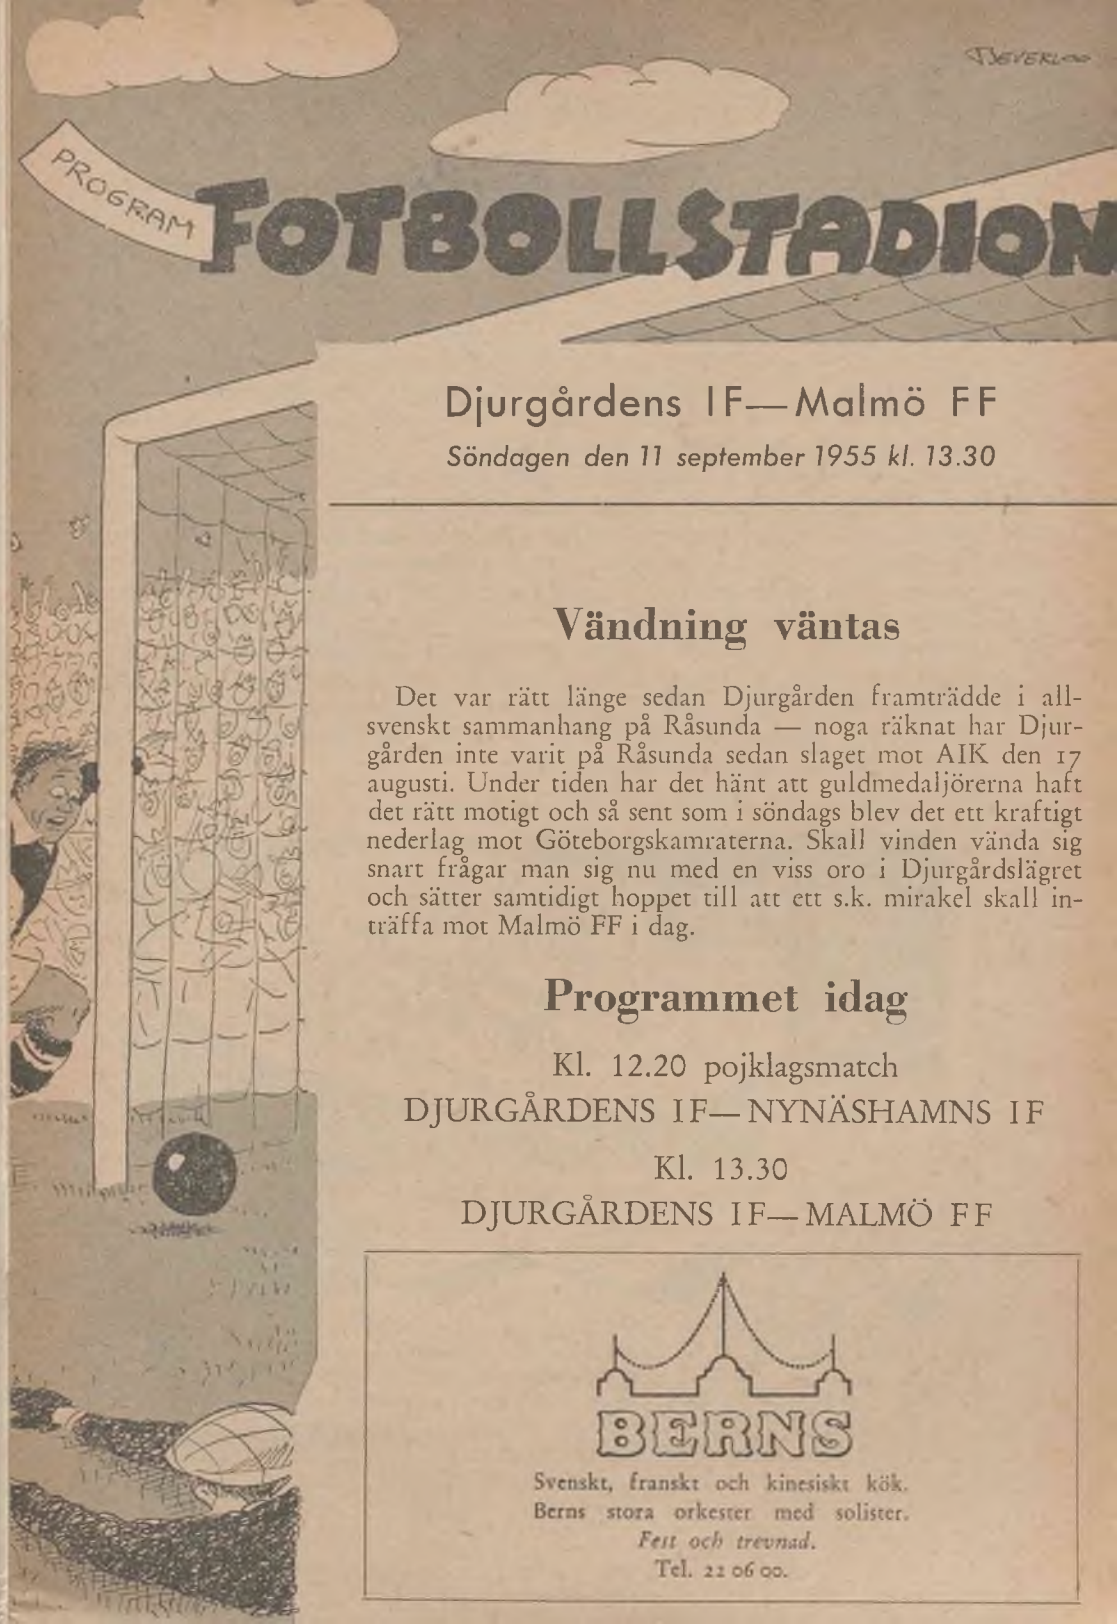 PROGRAM
FOTBOLLSTADION
Djurgårdens IF—Malmö FF
Söndagen den 11 september 1955 kl. 13.30
Vändning väntas
Det var rätt länge sedan Djurgården framträdde i all-
svenskt sammanhang på Råsunda — noga räknat har Djur-
gården inte varit på Råsunda sedan slaget mot AIK den 17
augusti. Under tiden har det hänt att guldmedaljörerna haft
det rätt motigt och så sent som i söndags blev det ett kraftigt
nederlag mot Göteborgskamraterna. Skall vinden vända sig
snart frågar man sig nu med en viss oro i Djurgårdslägret
och sätter samtidigt hoppet till att ett s.k. mirakel skall in-
träffa mot Malmö FF i dag.
Programmet idag
Kl. 12.20 pojklagsmatch
DJURGÅRDENS IF—NYNÄSHAMNS IF
Kl. 13.30
DJURGÅRDENS IF—MALMÖ FF
BERNS
Svenskt, franskt och kinesiskt kök.
Berns stora orkester med solister.
Fest och trevnad.
Tel. 22 06 00.